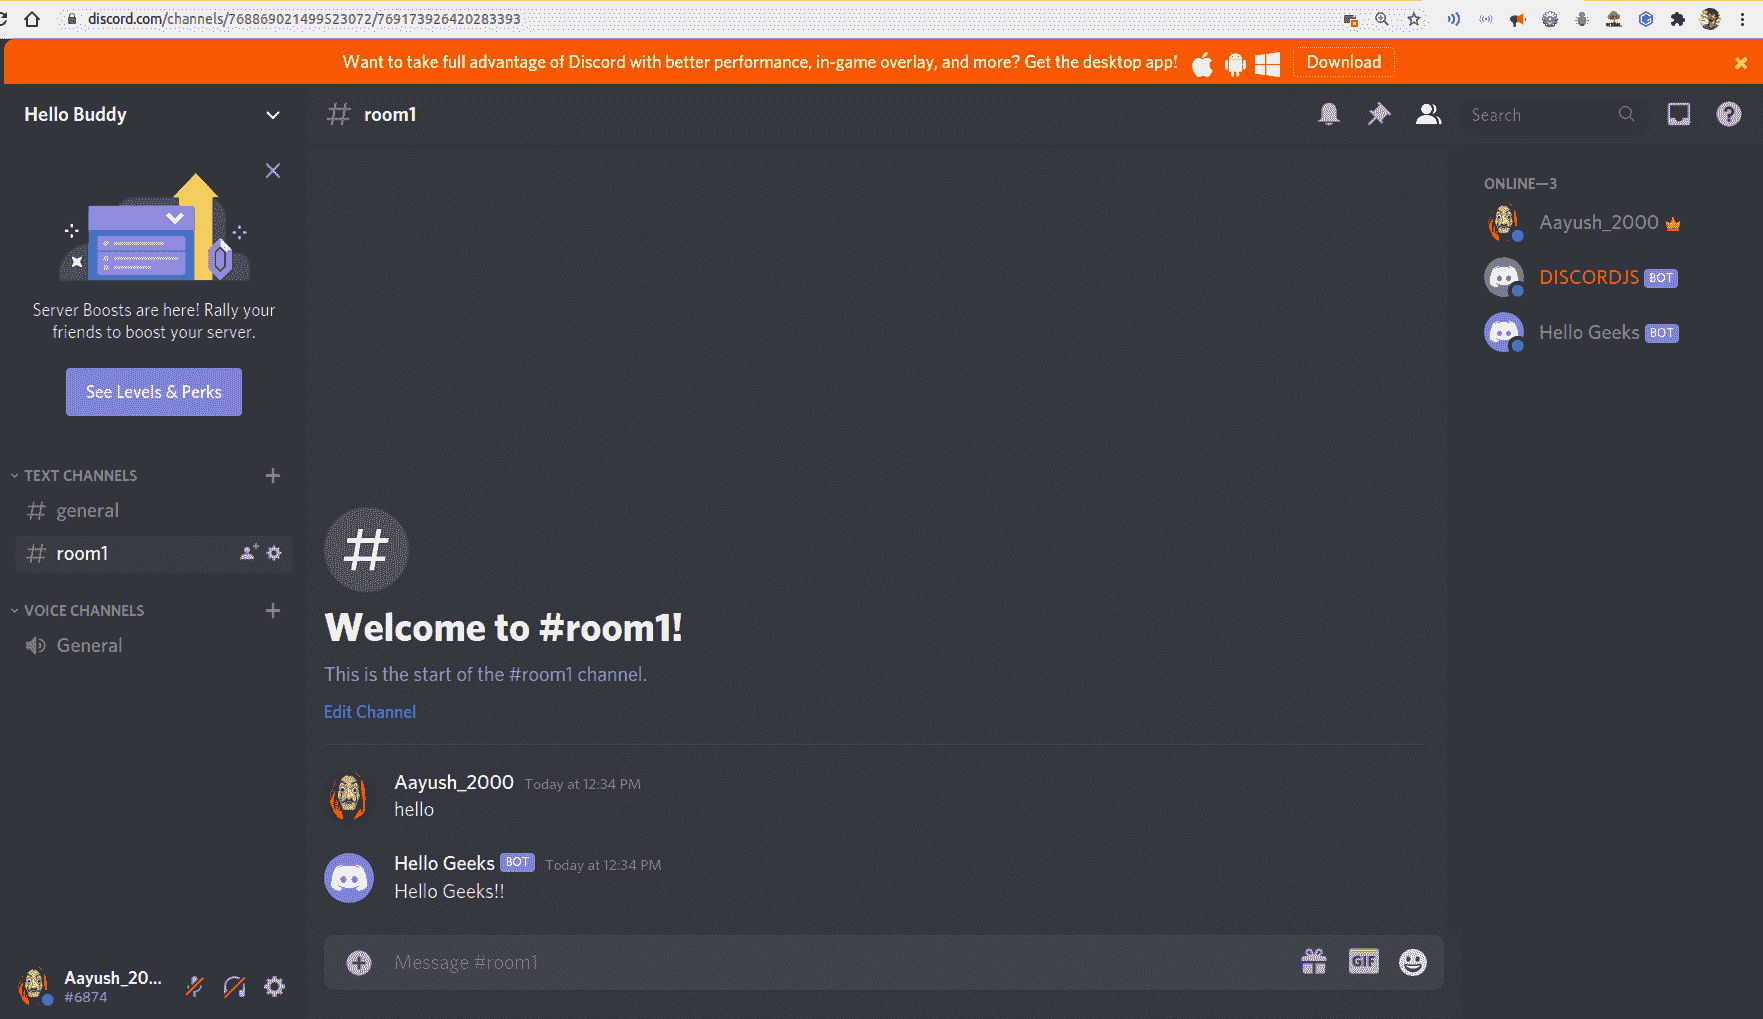 discord.com/channels/768869021499523072/769173926420283393
Want to take full advantage of Discord with better performance, in-game overlay, and more? Get the desktop app! Download
Hello Buddy
room1
Search
Server Boosts are here! Rally your
friends to boost your server.
See Levels & Perks
TEXT CHANNELS
# general
# room1
VOICE CHANNELS
General
Welcome to #room1!
This is the start of the #room1 channel.
Edit Channel
Aayush_2000 Today at 12:34 PM
hello
Hello Geeks BOT Today at 12:34 PM
Hello Geeks!!
Message #room1
GIF
Aayush_20...
#6874
ONLINE—3
Aayush_2000
DISCORDJS BOT
Hello Geeks BOT